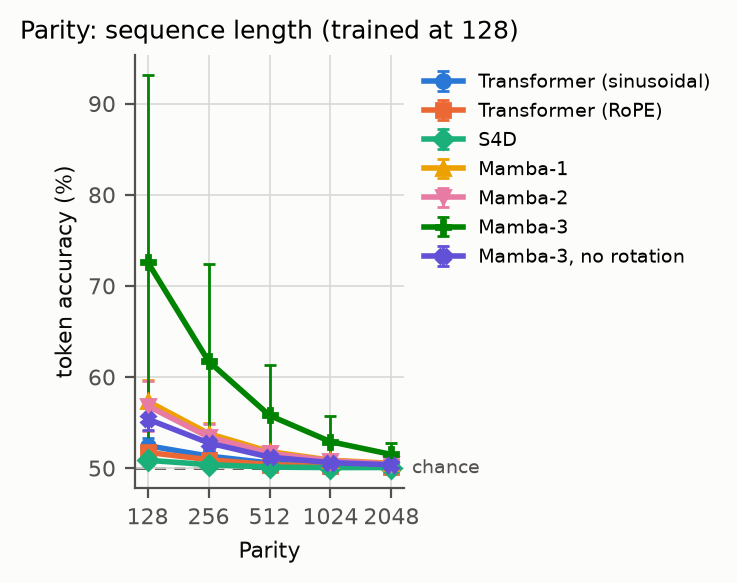 Parity: sequence length (trained at 128)
token accuracy (%)
90
80
70
60
50
128 256 512 1024 2048
Parity
chance
Transformer (sinusoidal)
Transformer (RoPE)
S4D
Mamba-1
Mamba-2
Mamba-3
Mamba-3, no rotation